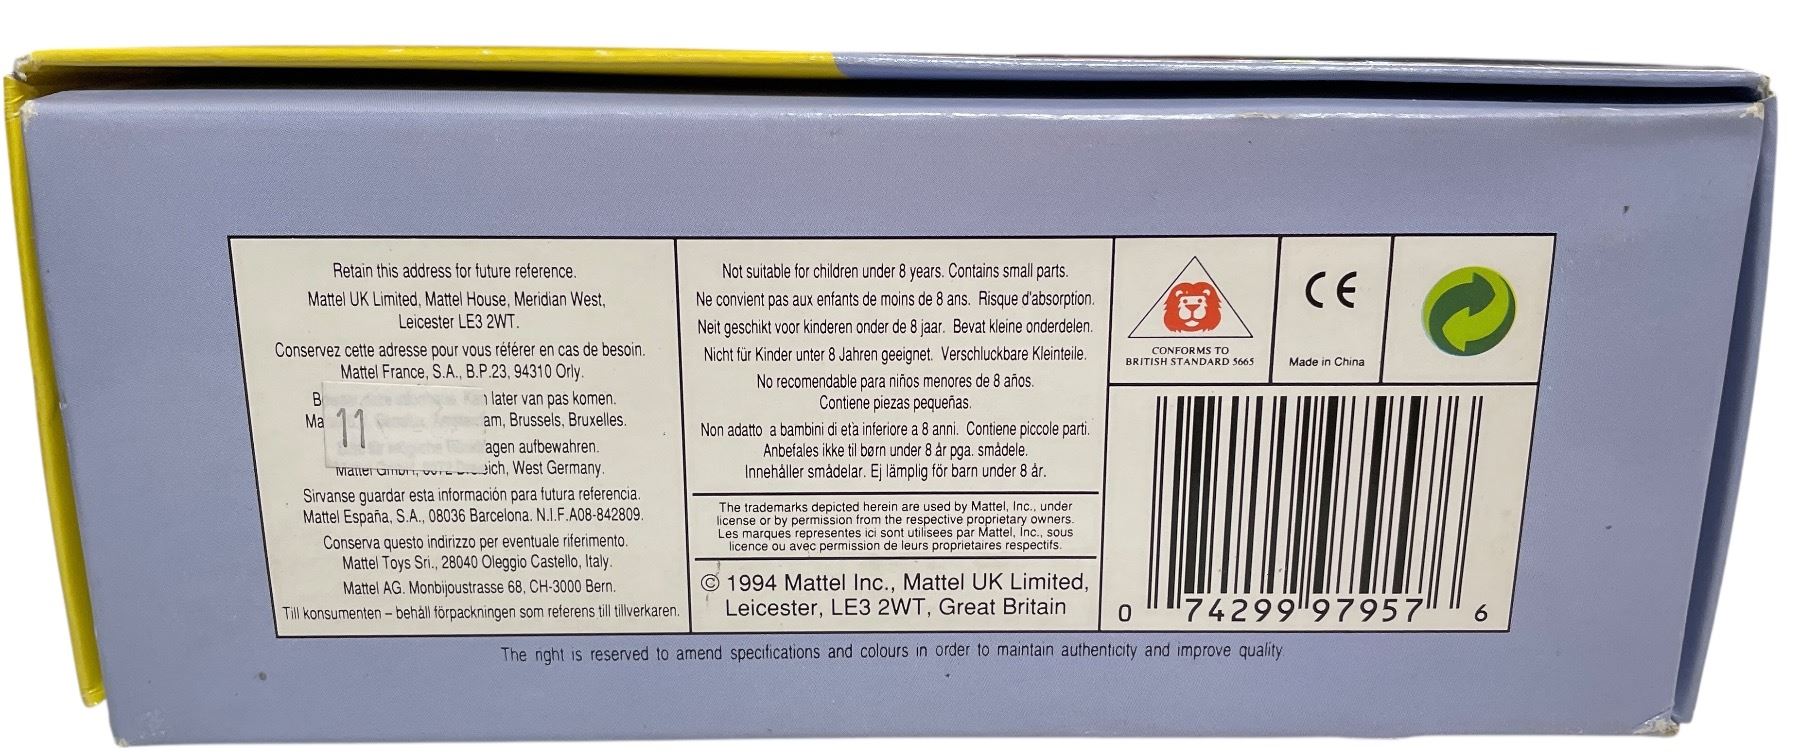 Retain this address for future reference.
Mattel UK Limited, Mattel House, Meridian West,
Leicester LE3 2WT.
Conservez cette adresse pour vous référer en cas de besoin.
Mattel France, S.A., B.P.23, 94310 Orly.
later van pas komen.
11
Brussels, Bruxelles.
aufbewahren.
West Germany.
Sirvanse guardar esta información para futura referencia.
Mattel España, S.A., 08036 Barcelona. N.I.F.A08-842809.
Conserva questo indirizzo per eventuale riferimento.
Mattel Toys Sri., 28040 Oleggio Castello, Italy.
Mattel AG. Monbijoustrasse 68, CH-3000 Bern.
Till konsumenten – behåll förpackningen som referens till tillverkaren.
Not suitable for children under 8 years. Contains small parts.
Ne convient pas aux enfants de moins de 8 ans. Risque d'absorption.
Neit geschikt voor kinderen onder de 8 jaar. Bevat kleine onderdelen.
Nicht für Kinder unter 8 Jahren geeignet. Verschluckbare Kleinteile.
No recomendable para niños menores de 8 años.
Contiene piezas pequeñas.
Non adatto a bambini di età inferiore a 8 anni. Contiene piccole parti.
Anbefales ikke til børn under 8 år pga. smådele.
Innehåller smådelar. Ej lämplig för barn under 8 år.
The trademarks depicted herein are used by Mattel, Inc., under
license or by permission from the respective proprietary owners.
Les marques representes ici sont utilisees par Mattel, Inc., sous
licence ou avec permission de leurs proprietaires respectifs.
© 1994 Mattel Inc., Mattel UK Limited,
Leicester, LE3 2WT, Great Britain
CONFORMS TO
BRITISH STANDARD 5665
CE
Made in China
0 74299 97957 6
The right is reserved to amend specifications and colours in order to maintain authenticity and improve quality